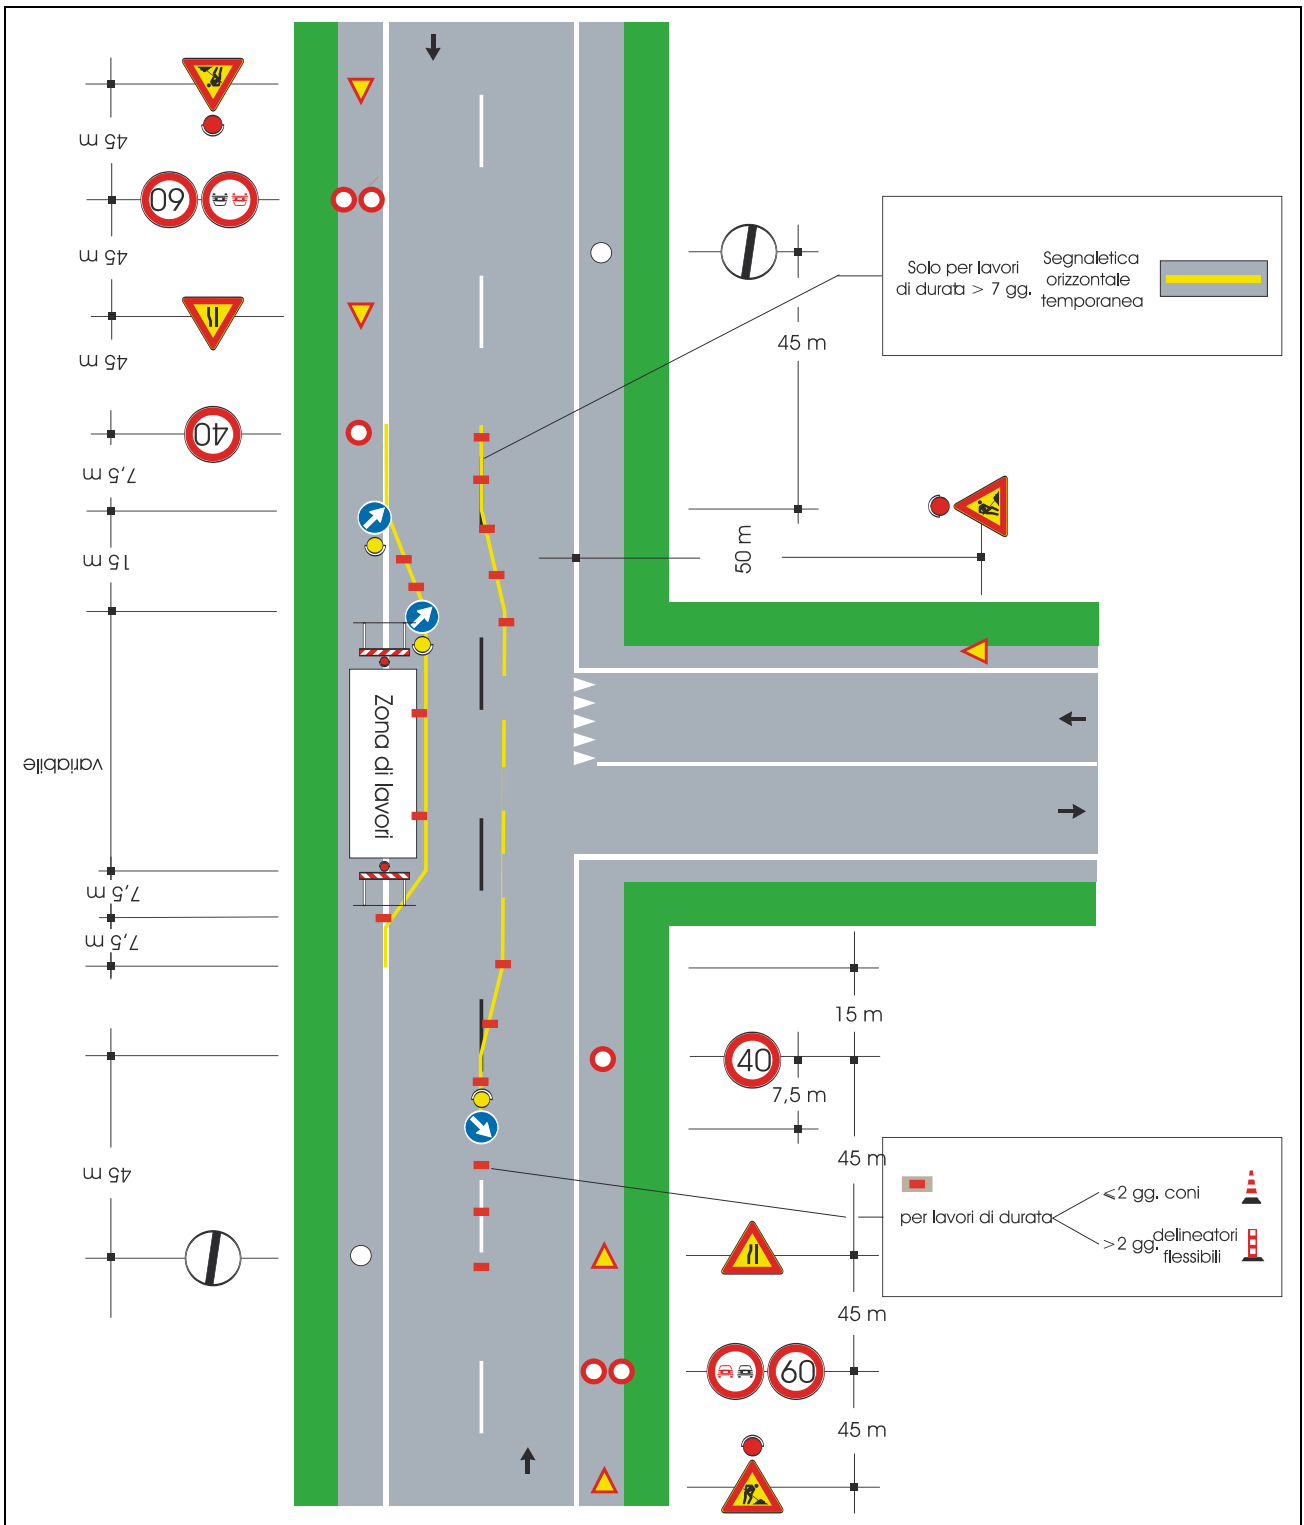 45 m
60
45 m
45 m
40
7,5 m
15 m
variabile
7,5 m
7,5 m
45 m
Zona di lavori
Solo per lavori
di durata > 7 gg.
Segnaletica
orizzontale
temporanea
45 m
50 m
15 m
40
7,5 m
45 m
per lavori di durata
<2 gg. coni
>2 gg. delineatori
flessibili
45 m
60
45 m